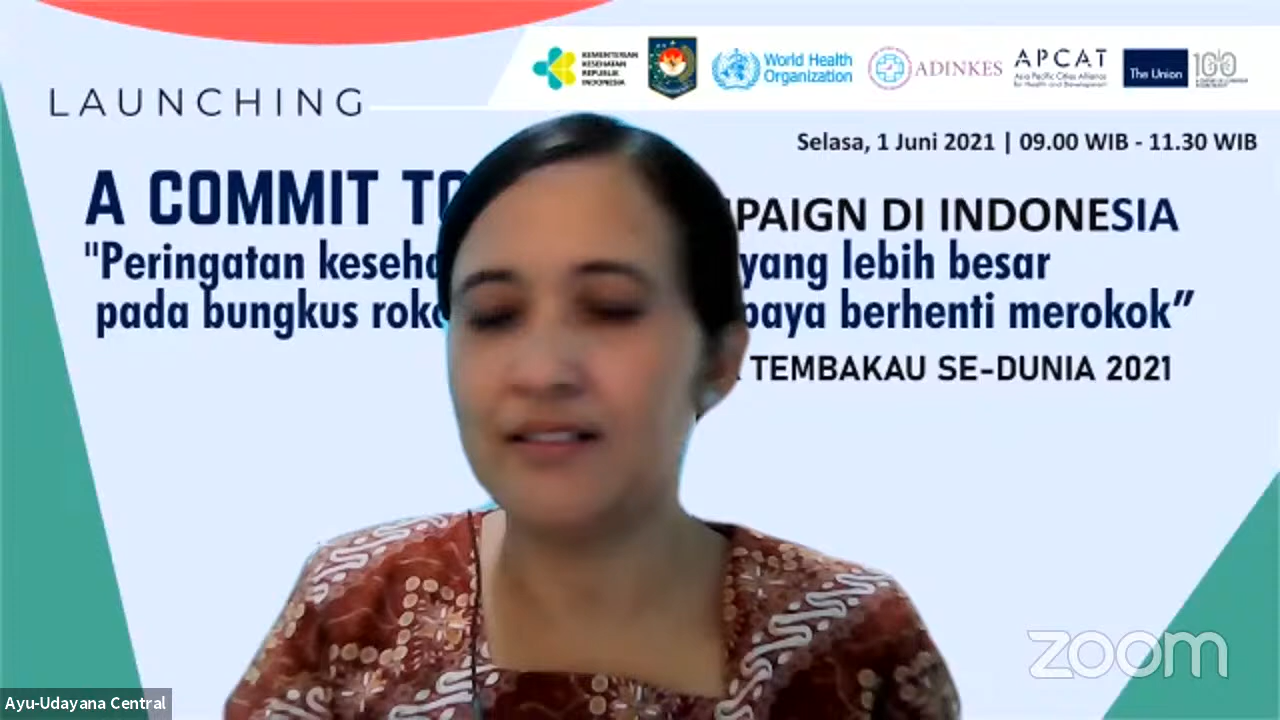 KEMENTERIAN
KESEHATAN
REPUBLIK
INDONESIA
World Health
Organization
ADINKES
APCAT
Asia Pacific Cities Alliance
for Health and Development
The Union
100
LAUNCHING
Selasa, 1 Juni 2021 | 09.00 WIB - 11.30 WIB
A COMMIT TO PAIGN DI INDONESIA
"Peringatan keseha yang lebih besar
pada bungkus roko paya berhenti merokok”
TEMBAKAU SE-DUNIA 2021
zoom
Ayu-Udayana Central